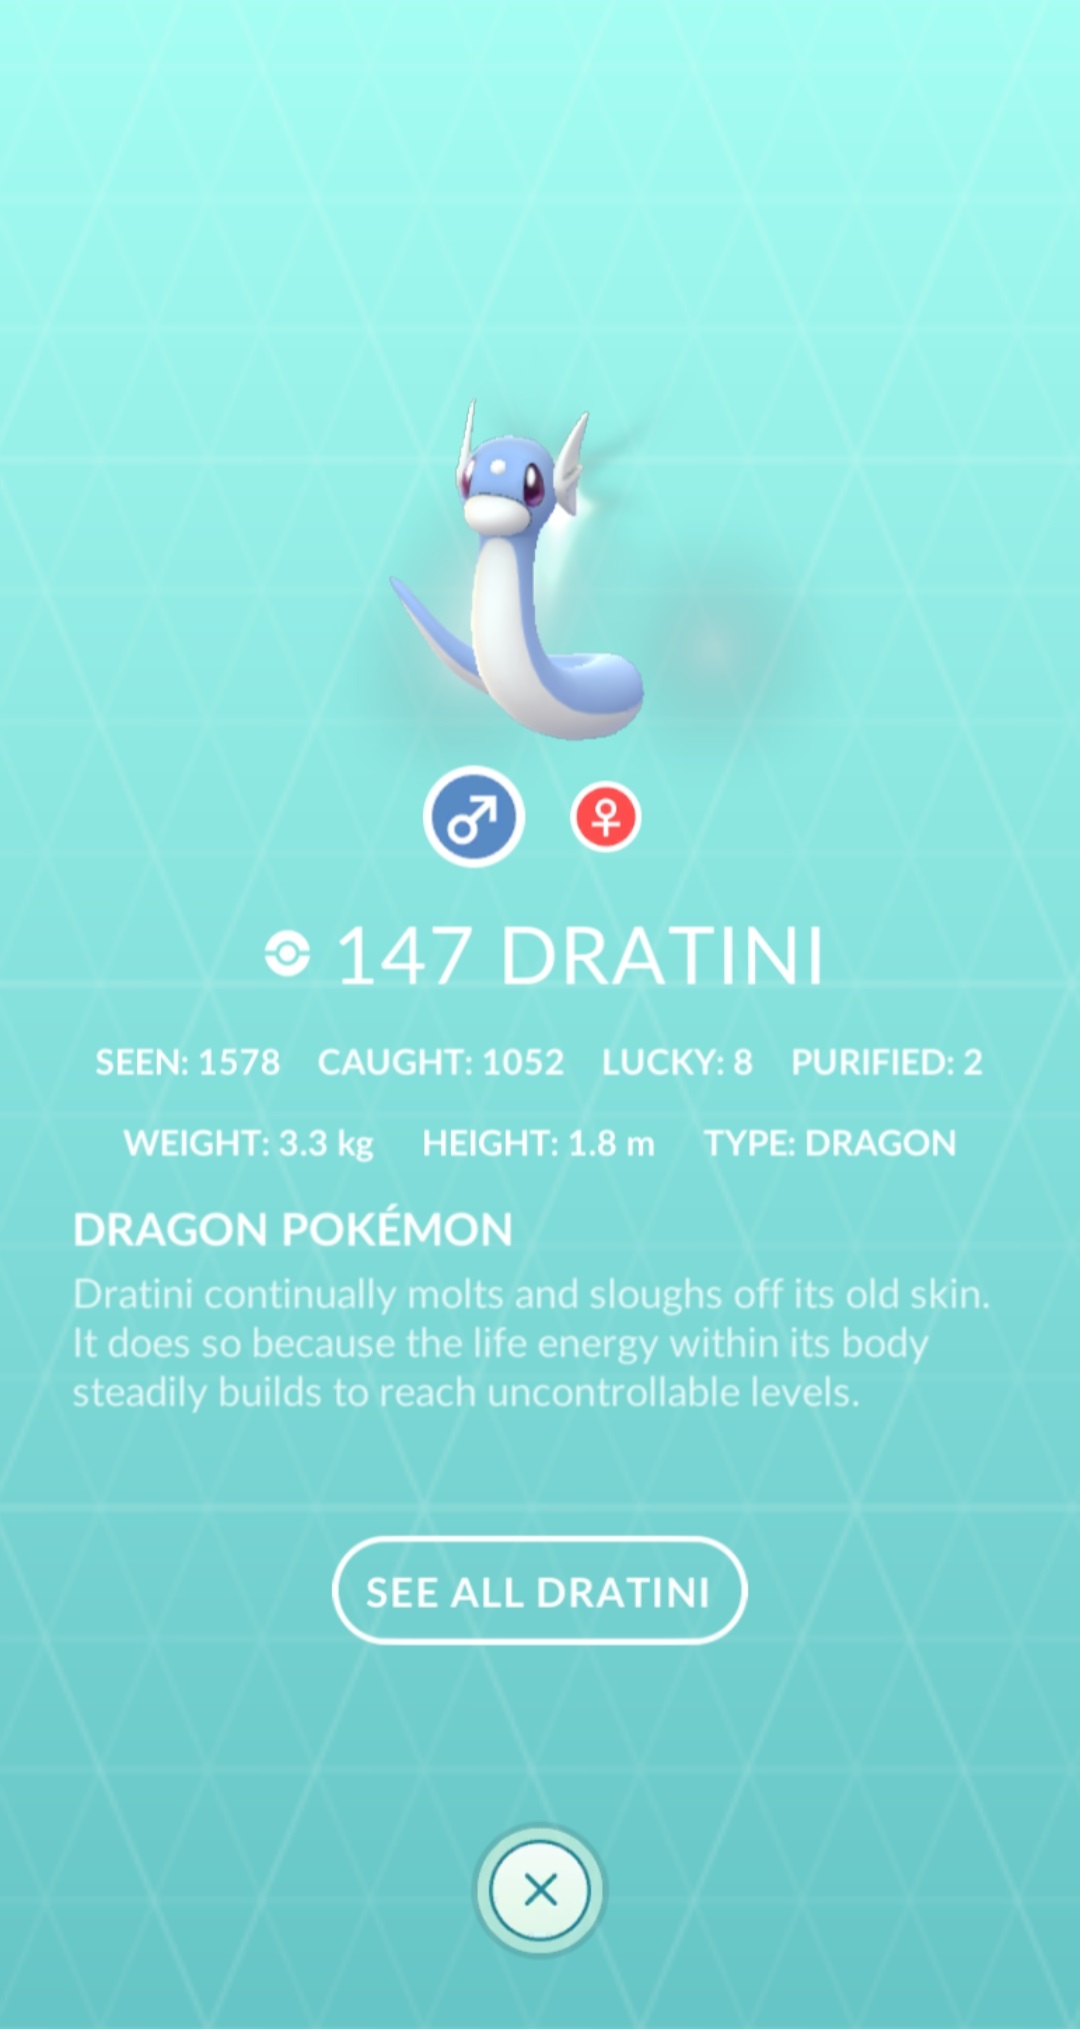 147 DRATINI
SEEN: 1578 CAUGHT: 1052 LUCKY: 8 PURIFIED: 2
WEIGHT: 3.3 kg HEIGHT: 1.8 m TYPE: DRAGON
DRAGON POKÉMON
Dratini continually molts and sloughs off its old skin.
It does so because the life energy within its body
steadily builds to reach uncontrollable levels.
SEE ALL DRATINI